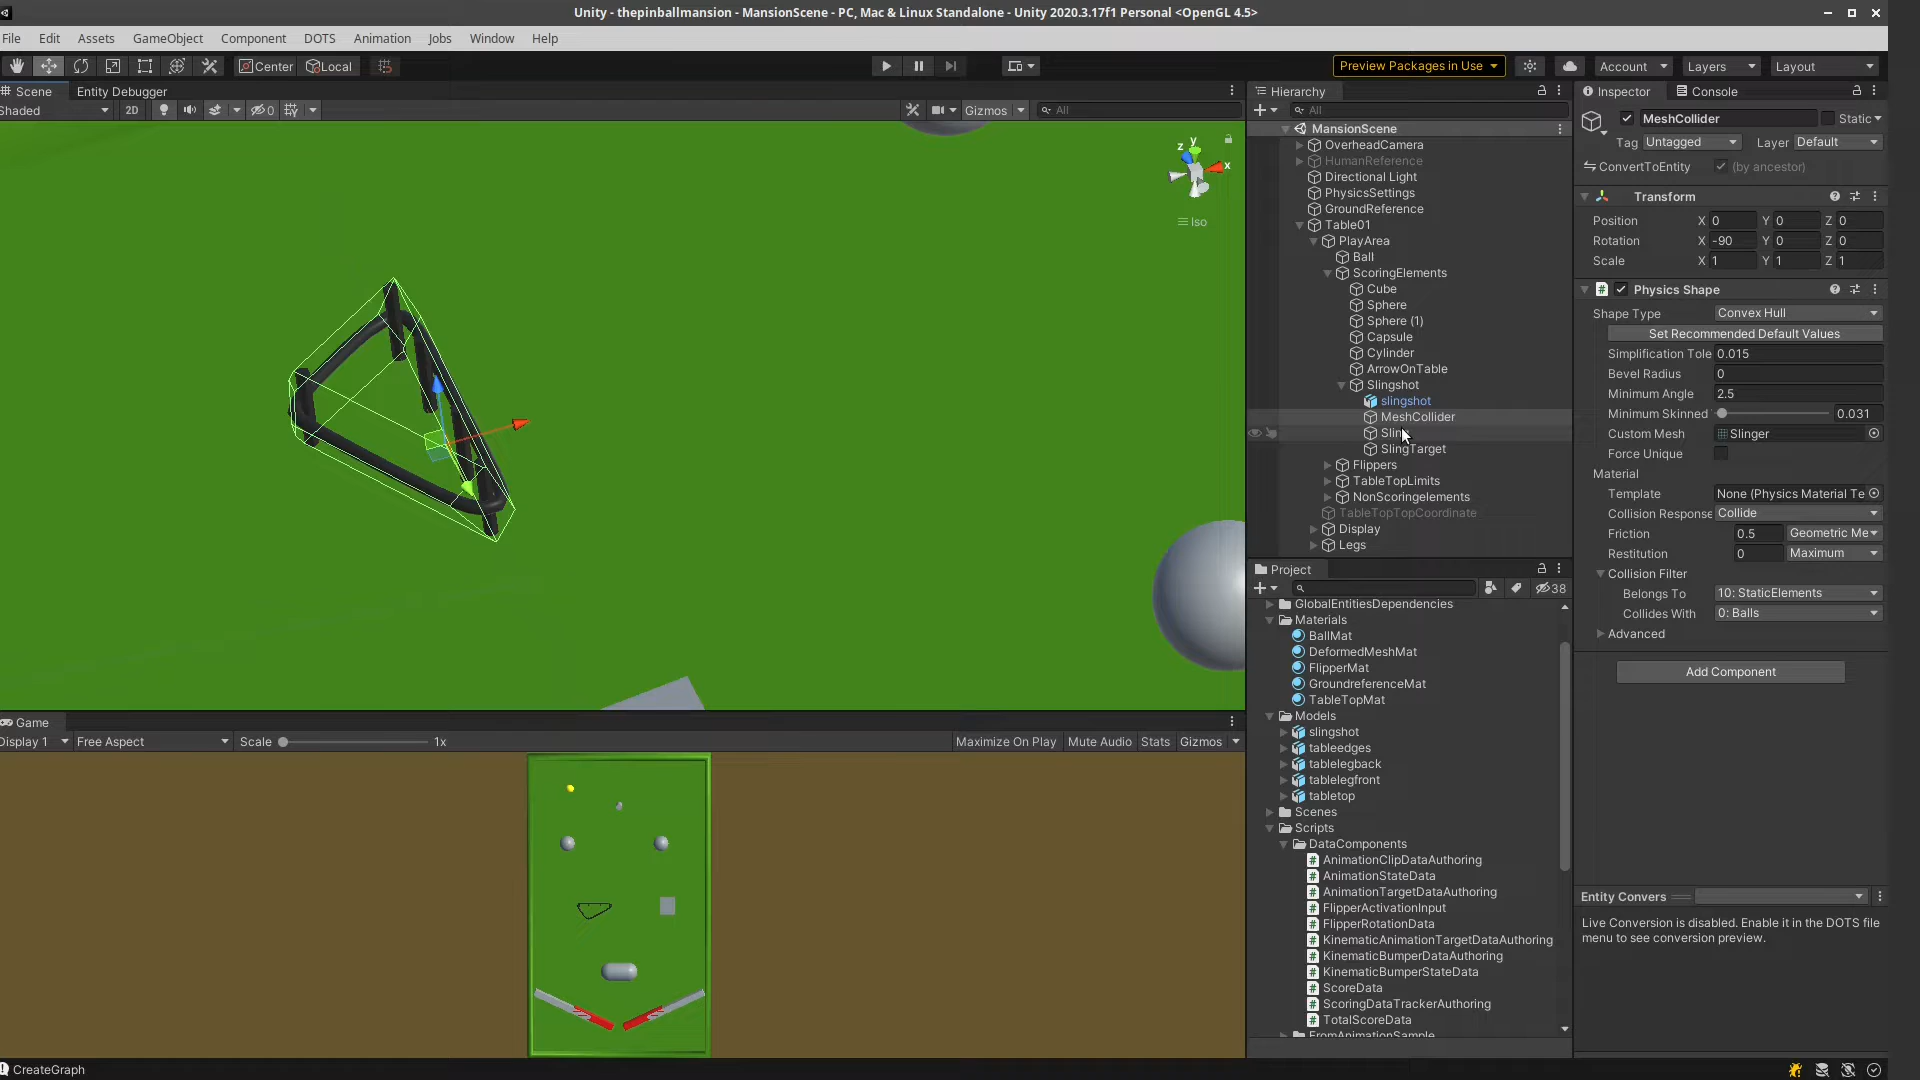 Unity - thepinballmansion - MansionScene - PC, Mac & Linux Standalone - Unity 2020.3.17f1 Personal <OpenGL 4.5>
File Edit Assets GameObject Component DOTS Animation Jobs Window Help
Center Local Preview Packages in Use Account Layers Layout
Scene Entity Debugger
Shaded 2D 0 Gizmos All
y
z
x
Iso
Game
Display 1 Free Aspect Scale 1x Maximize On Play Mute Audio Stats Gizmos
CreateGraph
Hierarchy
All
MansionScene
OverheadCamera
HumanReference
Directional Light
PhysicsSettings
GroundReference
Table01
PlayArea
Ball
ScoringElements
Cube
Sphere
Sphere (1)
Capsule
Cylinder
ArrowOnTable
Slingshot
slingshot
MeshCollider
SlingTarget
Flippers
TableTopLimits
NonScoringelements
TableTopTopCoordinate
Display
Legs
Project
38
GlobalEntitiesDependencies
Materials
BallMat
DeformedMeshMat
FlipperMat
GroundreferenceMat
TableTopMat
Models
slingshot
tableedges
tablelegback
tablelegfront
tabletop
Scenes
Scripts
DataComponents
AnimationClipDataAuthoring
AnimationStateData
AnimationTargetDataAuthoring
FlipperActivationInput
FlipperRotationData
KinematicAnimationTargetDataAuthoring
KinematicBumperDataAuthoring
KinematicBumperStateData
ScoreData
ScoringDataTrackerAuthoring
TotalScoreData
FromAnimationSample
Inspector Console
MeshCollider Static
Tag Untagged Layer Default
ConvertToEntity (by ancestor)
Transform
Position X 0 Y 0 Z 0
Rotation X -90 Y 0 Z 0
Scale X 1 Y 1 Z 1
# Physics Shape
Shape Type Convex Hull
Set Recommended Default Values
Simplification Tole 0.015
Bevel Radius 0
Minimum Angle 2.5
Minimum Skinned 0.031
Custom Mesh Slinger
Force Unique
Material
Template None (Physics Material Te
Collision Response Collide
Friction 0.5 Geometric Me
Restitution 0 Maximum
Collision Filter
Belongs To 10: StaticElements
Collides With 0: Balls
Advanced
Add Component
Entity Convers
Live Conversion is disabled. Enable it in the DOTS file
menu to see conversion preview.